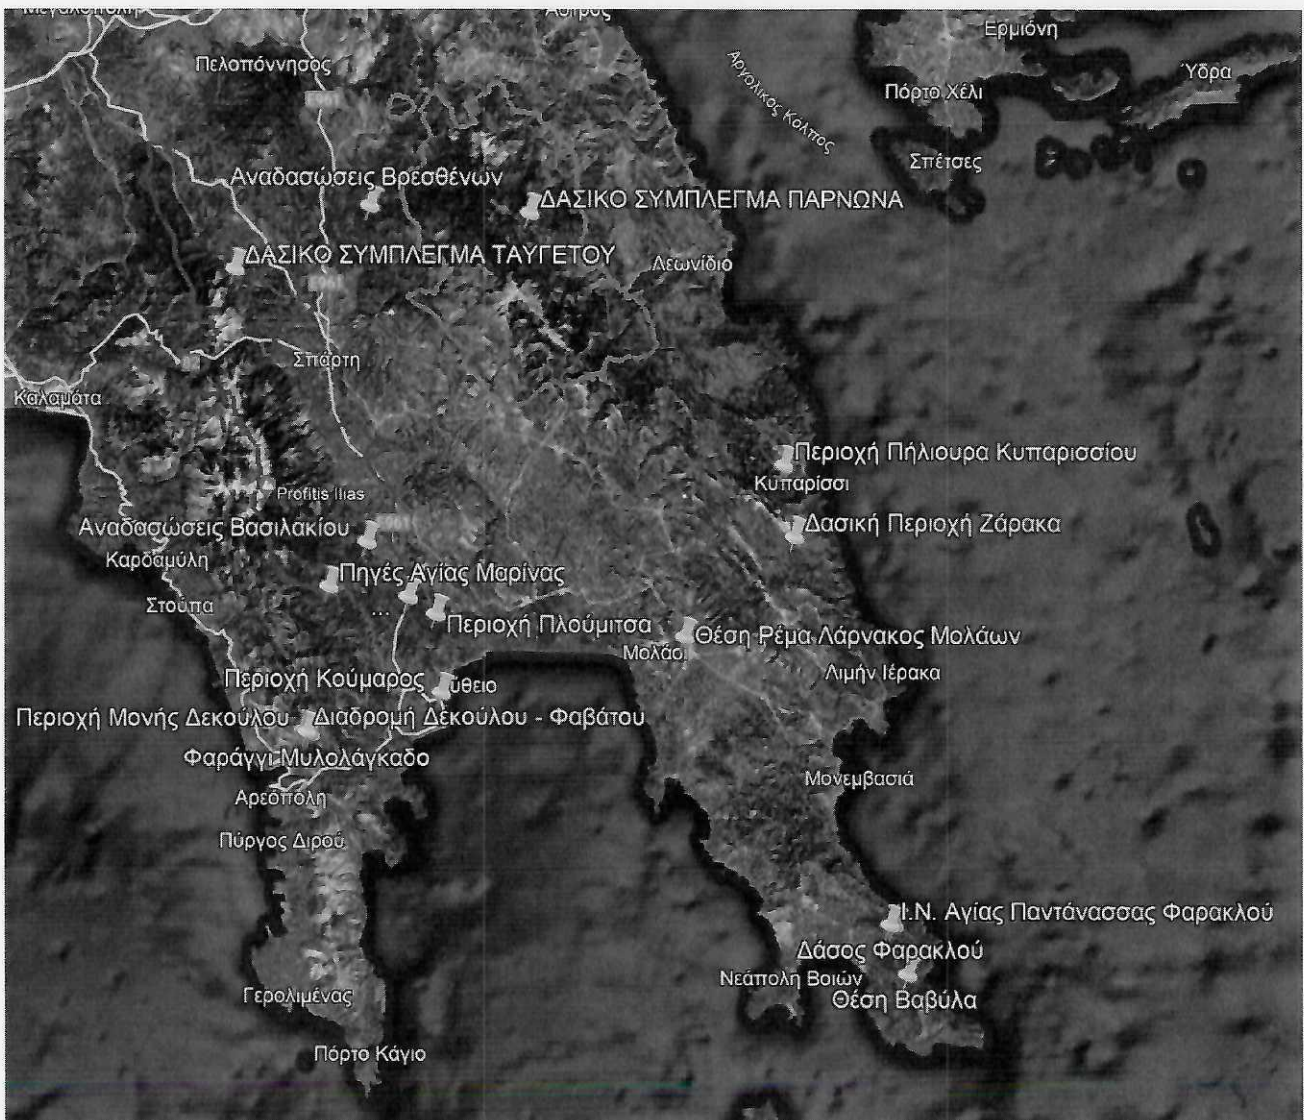 Μεγαλόπολη
Άστρος
Ερμιόνη
Πελοπόννησος
Ύδρα
Πόρτο Χέλι
Αργολικός Κόλπος
Σπέτσες
Αναδασώσεις Βρεσθένων
ΔΑΣΙΚΟ ΣΥΜΠΛΕΓΜΑ ΠΑΡΝΩΝΑ
ΔΑΣΙΚΟ ΣΥΜΠΛΕΓΜΑ ΤΑΥΓΕΤΟΥ
Λεωνίδιο
E961
Σπάρτη
Καλαμάτα
Περιοχή Πήλιουρα Κυπαρισσίου
Κυπαρίσσι
Profitis Ilias
Αναδασώσεις Βασιλακίου
Δασική Περιοχή Ζάρακα
Καρδαμύλη
Πηγές Αγίας Μαρίνας
Στούπα
...
Περιοχή Πλούμιτσα
Θέση Ρέμα Λάρνακος Μολάων
Μολάοι
Λιμήν Ιέρακα
Περιοχή Κούμαρος
ύθειο
Περιοχή Μονής Δεκούλου
Διαδρομή Δεκούλου - Φαβάτου
Φαράγγι Μυλολάγκαδο
Μονεμβασιά
Αρεόπολη
Πύργος Διρού
Ι.Ν. Αγίας Παντάνασσας Φαρακλού
Δάσος Φαρακλού
Νεάπολη Βοιών
Θέση Βαβύλα
Γερολιμένας
Πόρτο Κάγιο